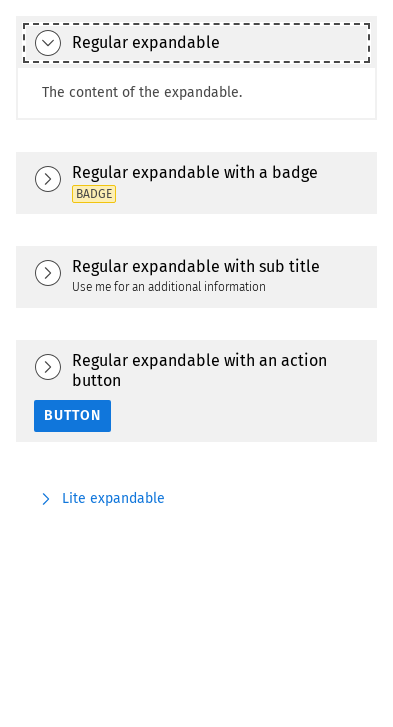 Regular expandable
The content of the expandable.
Regular expandable with a badge
BADGE
Regular expandable with sub title
Use me for an additional information
Regular expandable with an action
button
BUTTON
Lite expandable